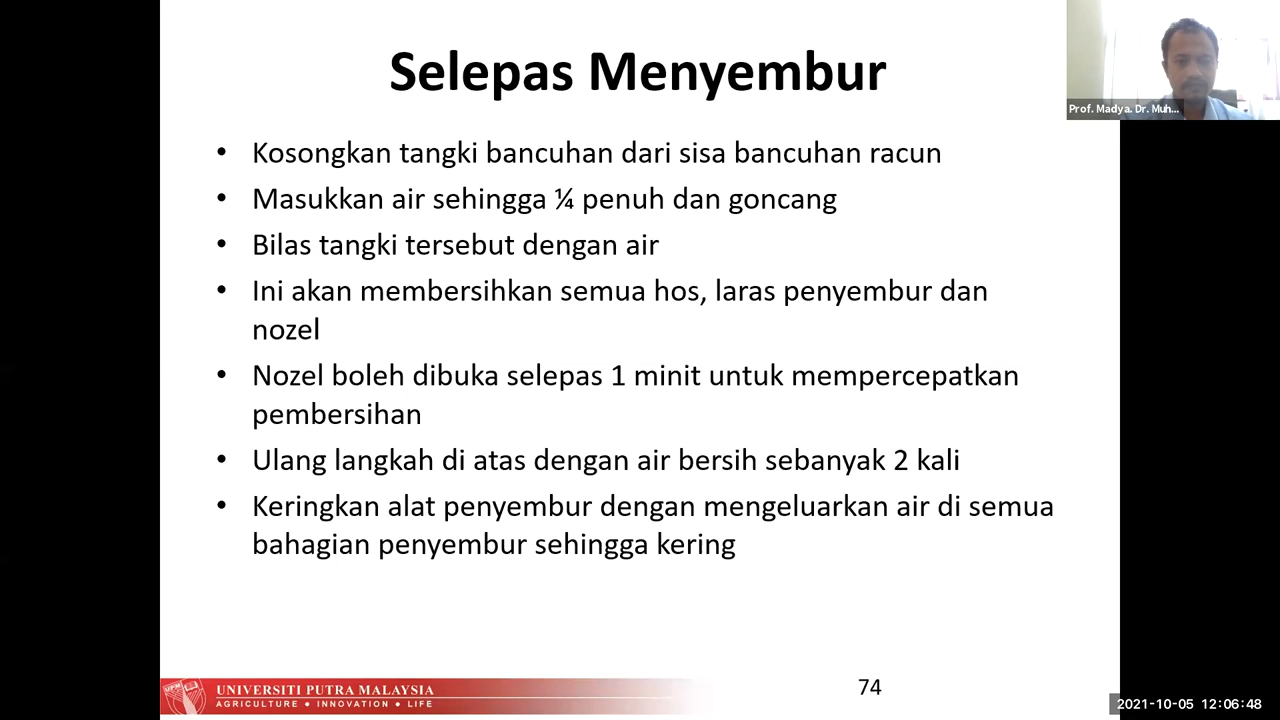 Selepas Menyembur
Prof. Madya. Dr. Muh...
• Kosongkan tangki bancuhan dari sisa bancuhan racun
• Masukkan air sehingga ¼ penuh dan goncang
• Bilas tangki tersebut dengan air
• Ini akan membersihkan semua hos, laras penyembur dan
nozel
• Nozel boleh dibuka selepas 1 minit untuk mempercepatkan
pembersihan
• Ulang langkah di atas dengan air bersih sebanyak 2 kali
• Keringkan alat penyembur dengan mengeluarkan air di semua
bahagian penyembur sehingga kering
UPM
UNIVERSITI PUTRA MALAYSIA
AGRICULTURE • INNOVATION • LIFE
74
2021-10-05 12:06:48